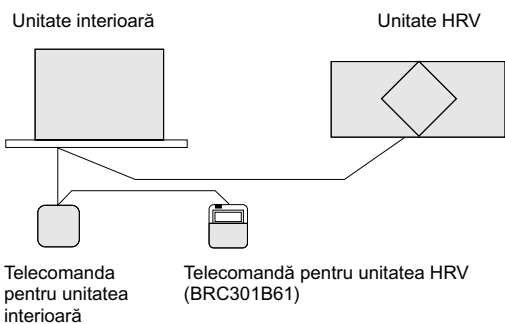 Unitate interioară
Unitate HRV
Telecomanda
pentru unitatea
interioară
Telecomandă pentru unitatea HRV
(BRC301B61)